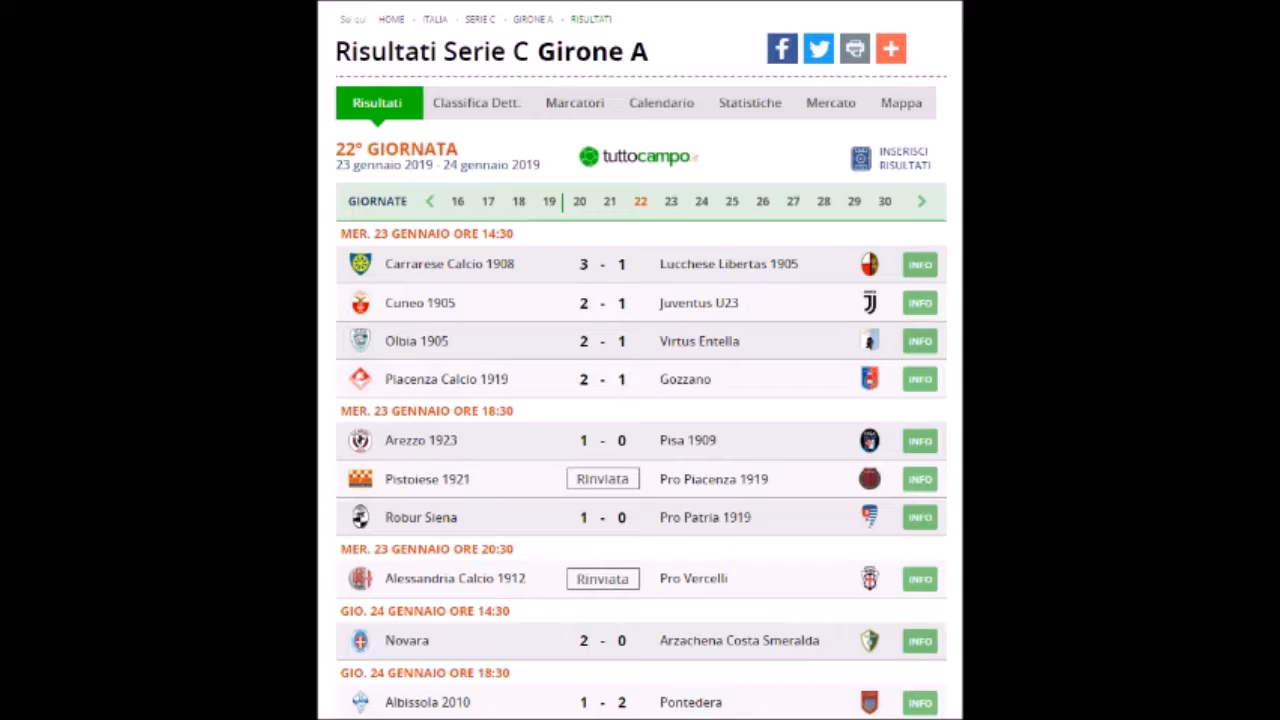 Sei qui HOME ITALIA SERIE C GIRONE A RISULTATI
Risultati Serie C Girone A
Risultati Classifica Dett. Marcatori Calendario Statistiche Mercato Mappa
22° GIORNATA
23 gennaio 2019 - 24 gennaio 2019
tuttocampo.it
INSERISCI
RISULTATI
GIORNATE 16 17 18 19 20 21 22 23 24 25 26 27 28 29 30
MER. 23 GENNAIO ORE 14:30
Carrarese Calcio 1908 3 - 1 Lucchese Libertas 1905 INFO
Cuneo 1905 2 - 1 Juventus U23 INFO
Olbia 1905 2 - 1 Virtus Entella INFO
Piacenza Calcio 1919 2 - 1 Gozzano INFO
MER. 23 GENNAIO ORE 18:30
Arezzo 1923 1 - 0 Pisa 1909 INFO
Pistoiese 1921 Rinviata Pro Piacenza 1919 INFO
Robur Siena 1 - 0 Pro Patria 1919 INFO
MER. 23 GENNAIO ORE 20:30
Alessandria Calcio 1912 Rinviata Pro Vercelli INFO
GIO. 24 GENNAIO ORE 14:30
Novara 2 - 0 Arzachena Costa Smeralda INFO
GIO. 24 GENNAIO ORE 18:30
Albissola 2010 1 - 2 Pontedera INFO